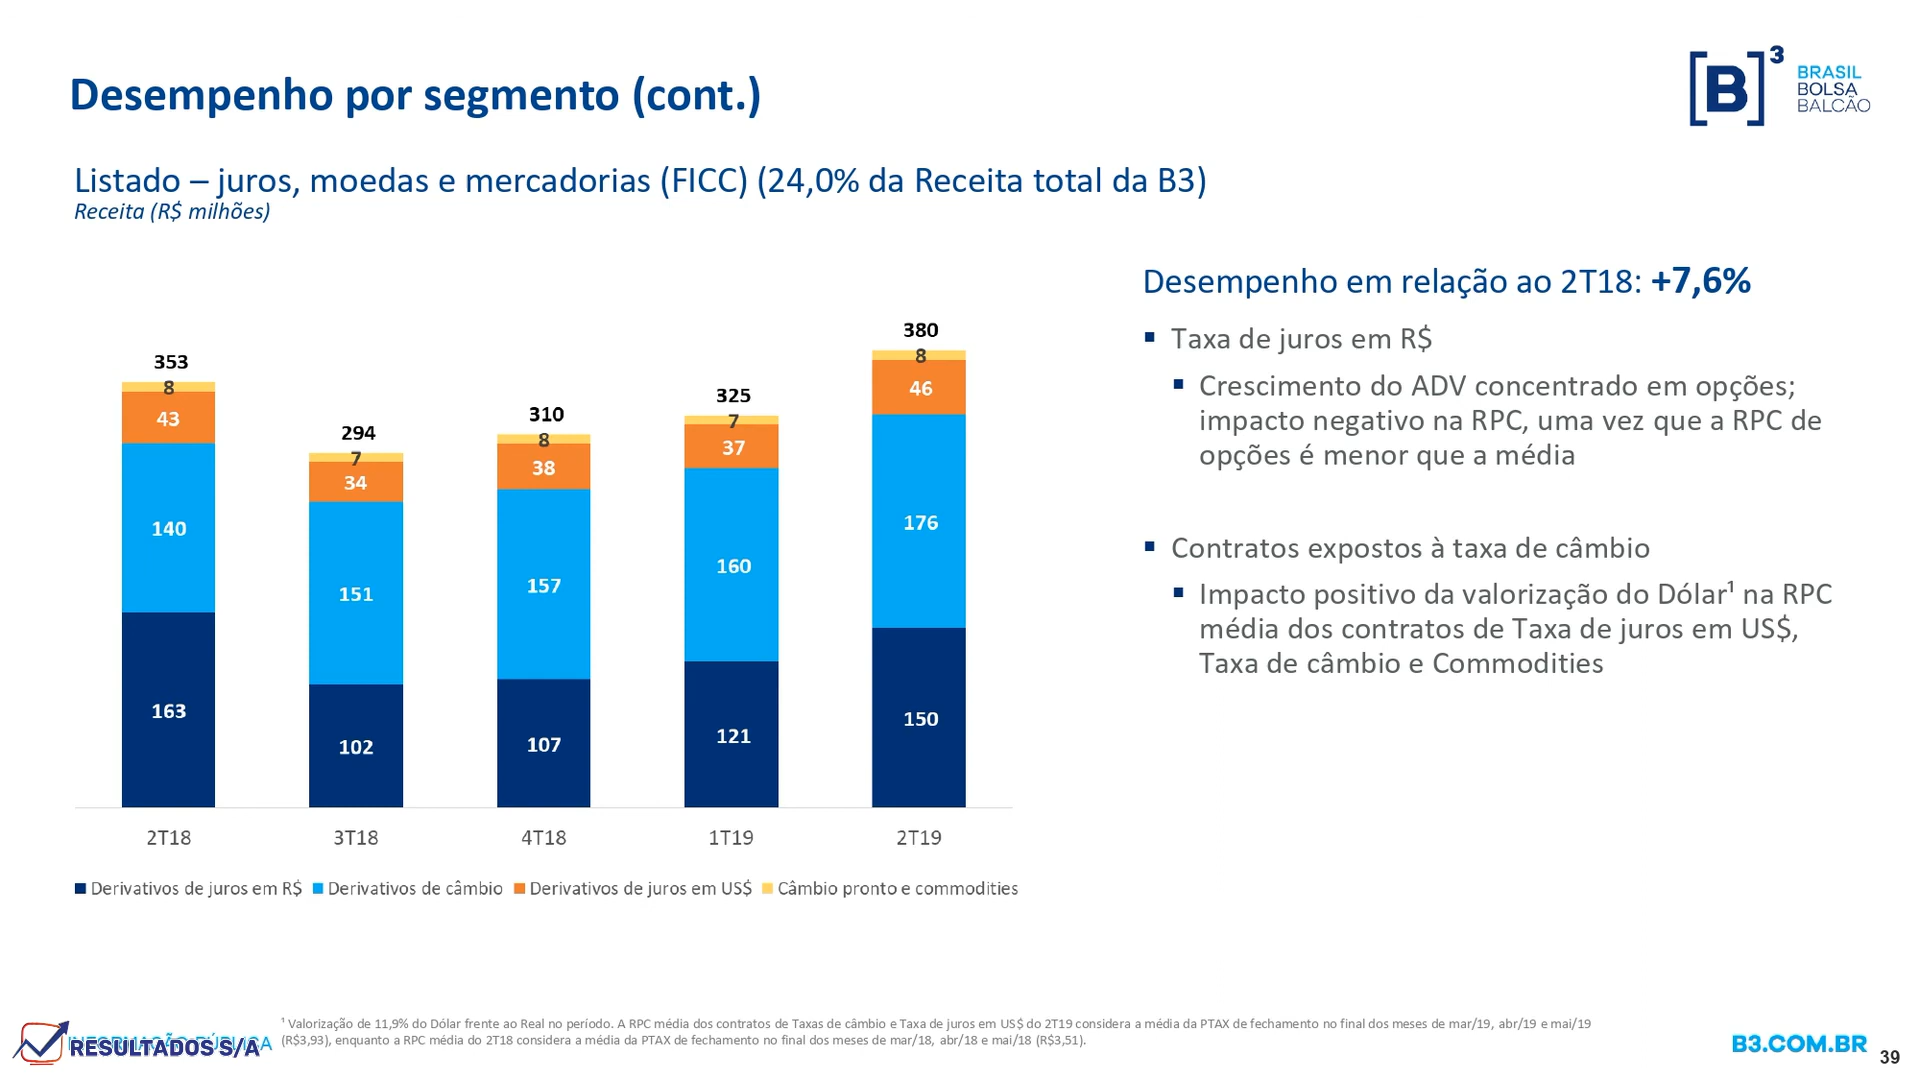 Desempenho por segmento (cont.)
[B]³ BRASIL
BOLSA
BALCÃO
Listado – juros, moedas e mercadorias (FICC) (24,0% da Receita total da B3)
Receita (R$ milhões)
353
8
43
140
163
294
7
34
151
102
310
8
38
157
107
325
7
37
160
121
380
8
46
176
150
2T18
3T18
4T18
1T19
2T19
Derivativos de juros em R$ Derivativos de câmbio Derivativos de juros em US$ Câmbio pronto e commodities
Desempenho em relação ao 2T18: +7,6%
Taxa de juros em R$
Crescimento do ADV concentrado em opções;
impacto negativo na RPC, uma vez que a RPC de
opções é menor que a média
Contratos expostos à taxa de câmbio
Impacto positivo da valorização do Dólar¹ na RPC
média dos contratos de Taxa de juros em US$,
Taxa de câmbio e Commodities
¹ Valorização de 11,9% do Dólar frente ao Real no período. A RPC média dos contratos de Taxas de câmbio e Taxa de juros em US$ do 2T19 considera a média da PTAX de fechamento no final dos meses de mar/19, abr/19 e mai/19
(R$3,93), enquanto a RPC média do 2T18 considera a média da PTAX de fechamento no final dos meses de mar/18, abr/18 e mai/18 (R$3,51).
INFORMAÇÃO PÚBLICA
RESULTADOS S/A
B3.COM.BR
39